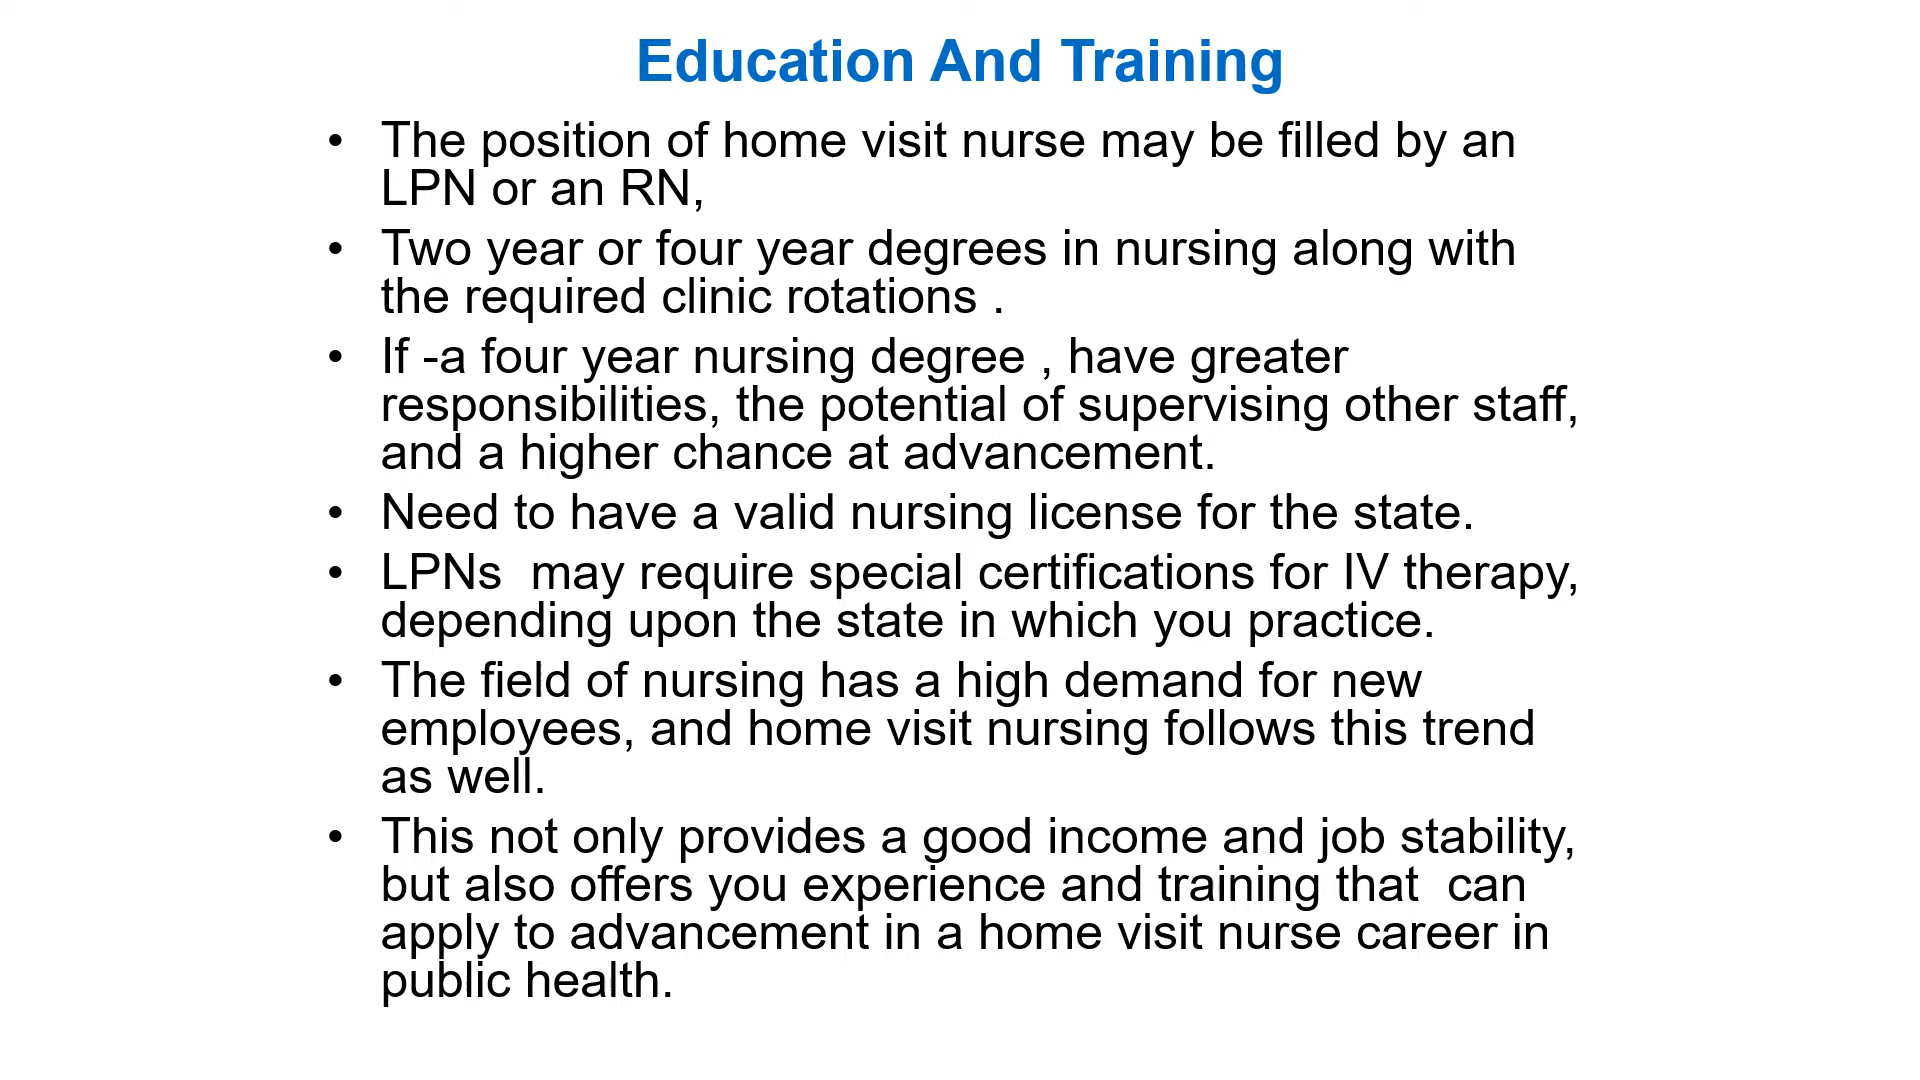 Education And Training
• The position of home visit nurse may be filled by an
LPN or an RN,
• Two year or four year degrees in nursing along with
the required clinic rotations .
• If -a four year nursing degree , have greater
responsibilities, the potential of supervising other staff,
and a higher chance at advancement.
• Need to have a valid nursing license for the state.
• LPNs  may require special certifications for IV therapy,
depending upon the state in which you practice.
• The field of nursing has a high demand for new
employees, and home visit nursing follows this trend
as well.
• This not only provides a good income and job stability,
but also offers you experience and training that  can
apply to advancement in a home visit nurse career in
public health.